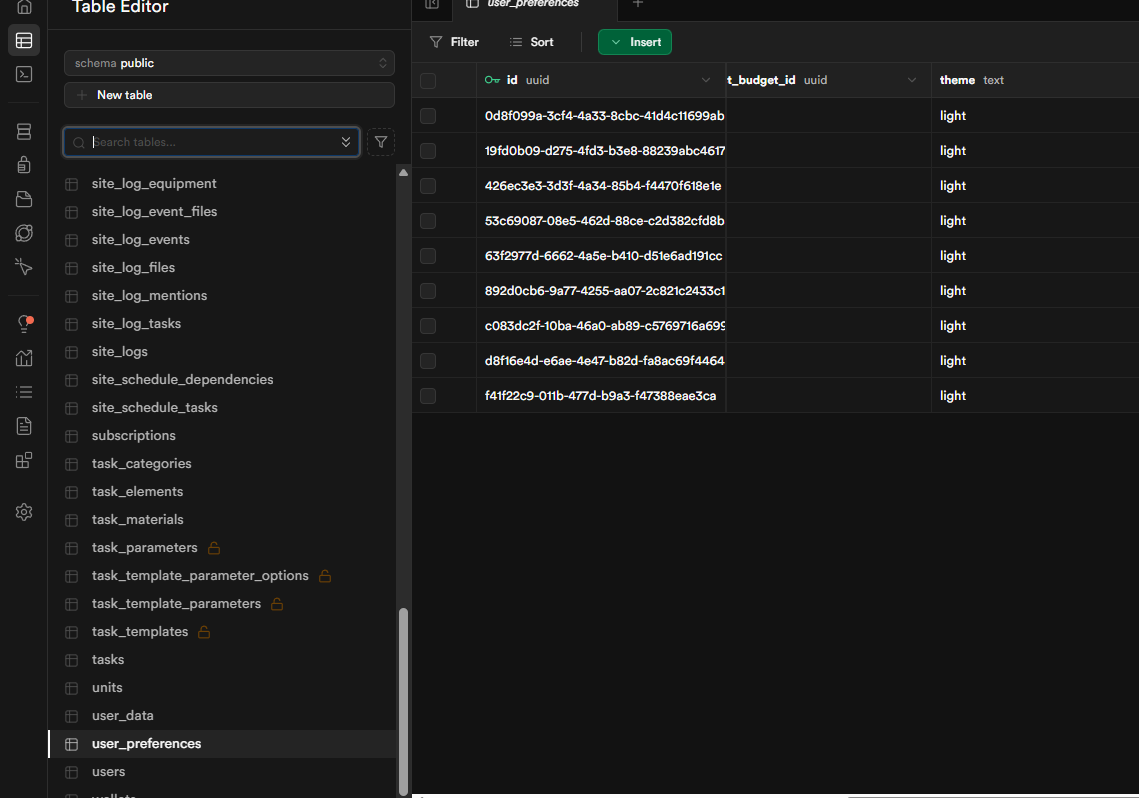 Table Editor
user_preferences
schema public
New table
Search tables...
site_log_equipment
site_log_event_files
site_log_events
site_log_files
site_log_mentions
site_log_tasks
site_logs
site_schedule_dependencies
site_schedule_tasks
subscriptions
task_categories
task_elements
task_materials
task_parameters
task_template_parameter_options
task_template_parameters
task_templates
tasks
units
user_data
user_preferences
users
wallets
Filter Sort Insert
id uuid t_budget_id uuid theme text
0d8f099a-3cf4-4a33-8cbc-41d4c11699ab light
19fd0b09-d275-4fd3-b3e8-88239abc4617 light
426ec3e3-3d3f-4a34-85b4-f4470f618e1e light
53c69087-08e5-462d-88ce-c2d382cfd8b light
63f2977d-6662-4a5e-b410-d51e6ad191cc light
892d0cb6-9a77-4255-aa07-2c821c2433c1 light
c083dc2f-10ba-46a0-ab89-c5769716a699 light
d8f16e4d-e6ae-4e47-b82d-fa8ac69f4464 light
f41f22c9-011b-477d-b9a3-f47388eae3ca light